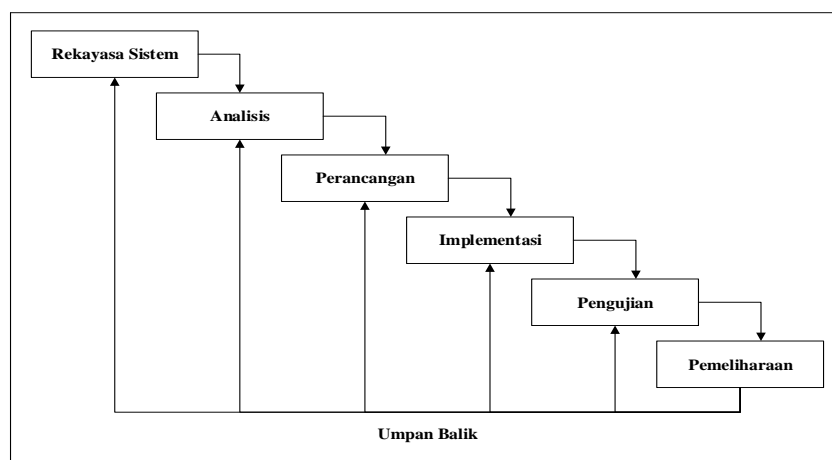 Rekayasa Sistem
Analisis
Perancangan
Implementasi
Pengujian
Pemeliharaan
Umpan Balik